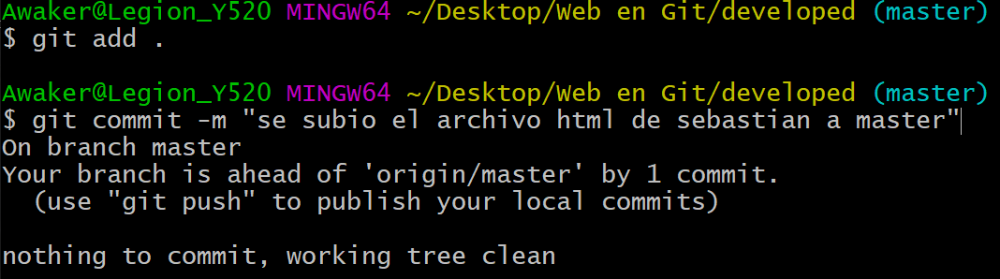 Awaker@Legion_Y520 MINGW64 ~/Desktop/Web en Git/developed (master)
$ git add .
Awaker@Legion_Y520 MINGW64 ~/Desktop/Web en Git/developed (master)
$ git commit -m "se subio el archivo html de sebastian a master"
On branch master
Your branch is ahead of 'origin/master' by 1 commit.
  (use "git push" to publish your local commits)
nothing to commit, working tree clean